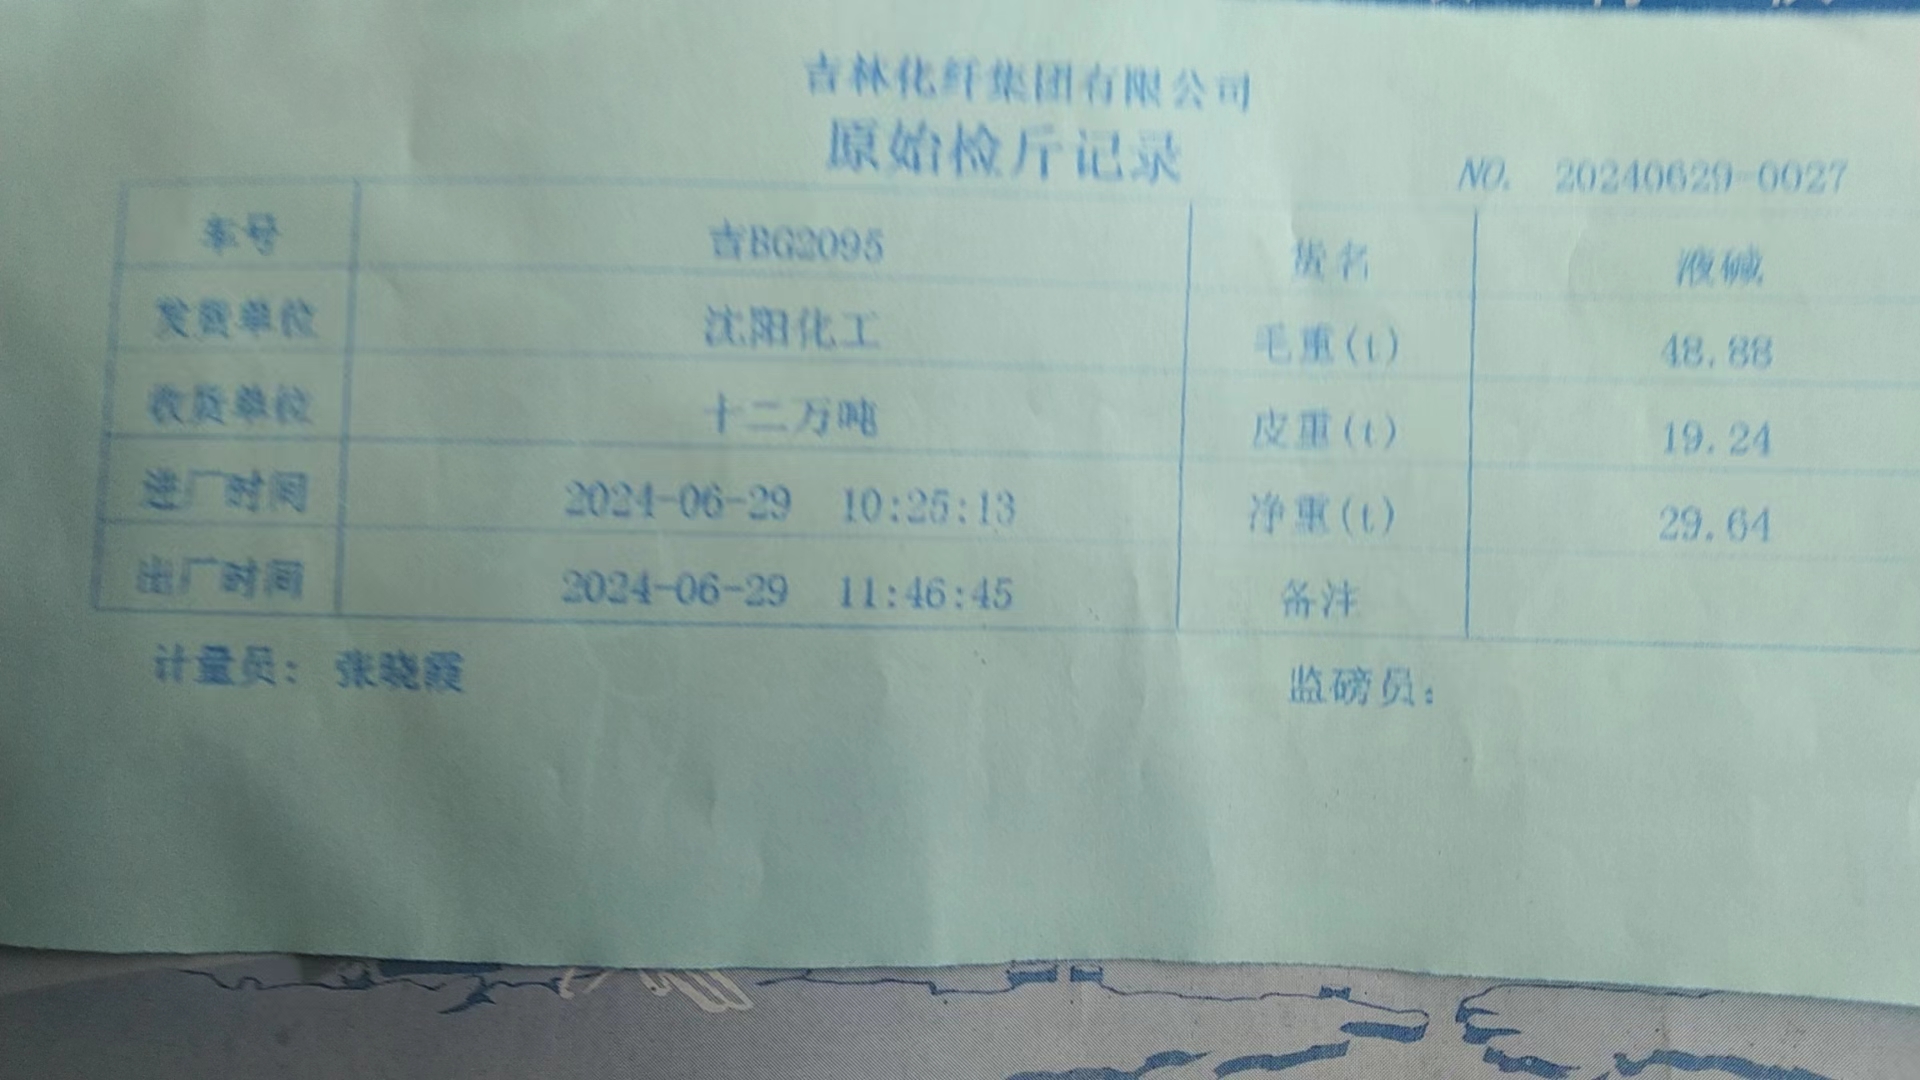 吉林化纤集团有限公司
原始检斤记录
NO. 20240629-0027
车号 吉BG2095 货名 液碱
发货单位 沈阳化工 毛重(t) 48.88
收货单位 十二万吨 皮重(t) 19.24
进厂时间 2024-06-29 10:25:13 净重(t) 29.64
出厂时间 2024-06-29 11:46:45 备注
计量员： 张晓霞 监磅员：